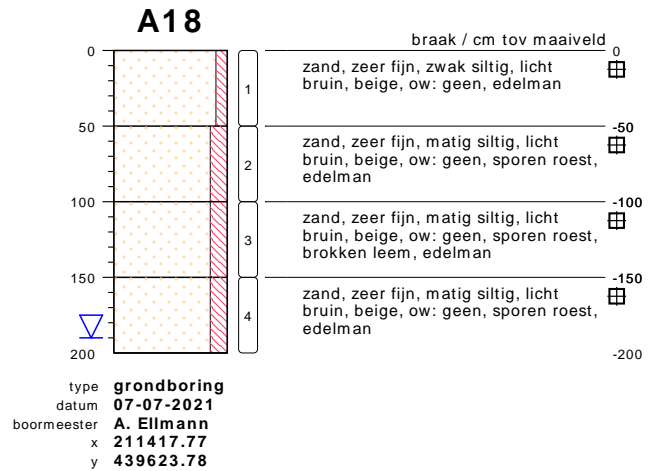 A18
braak / cm tov maaiveld
0
0
zand, zeer fijn, zwak siltig, licht
bruin, beige, ow: geen, edelman
1
50
-50
zand, zeer fijn, matig siltig, licht
bruin, beige, ow: geen, sporen roest,
edelman
2
100
-100
zand, zeer fijn, matig siltig, licht
bruin, beige, ow: geen, sporen roest,
brokken leem, edelman
3
150
-150
zand, zeer fijn, matig siltig, licht
bruin, beige, ow: geen, sporen roest,
edelman
4
200
-200
type grondboring
datum 07-07-2021
boormeester A. Ellmann
x 211417.77
y 439623.78